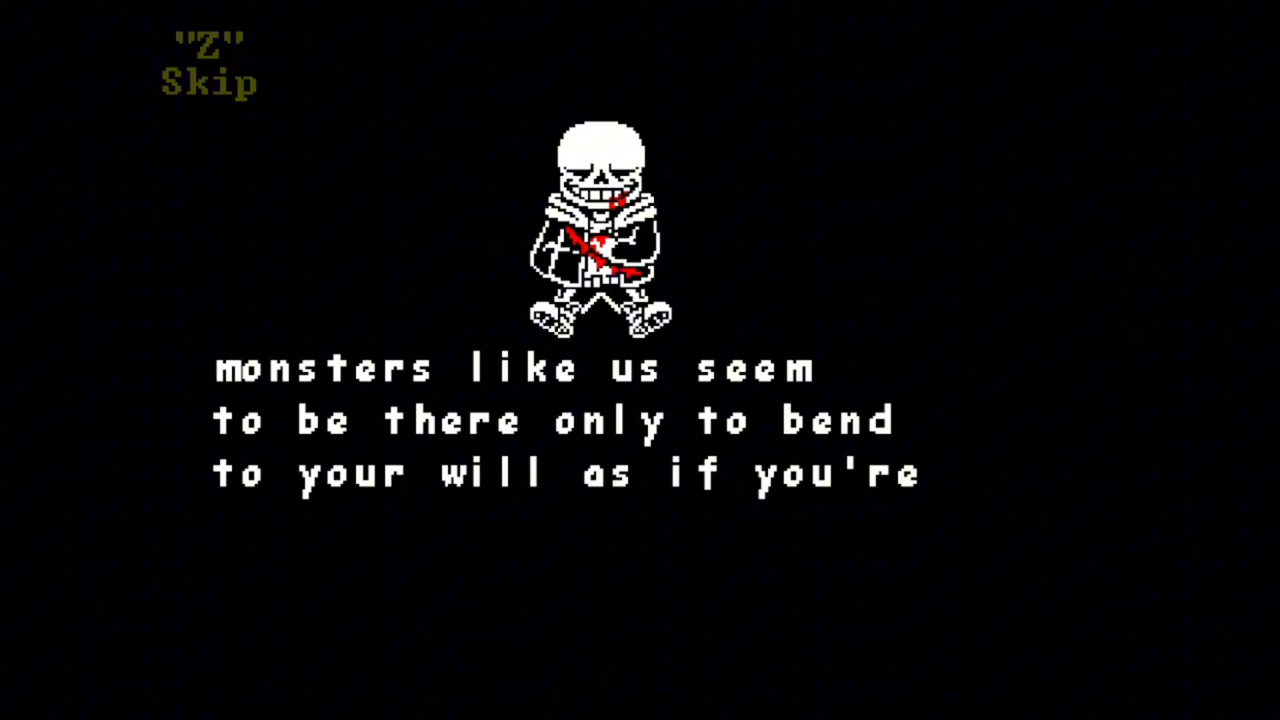 "Z"
Skip
monsters like us seem
to be there only to bend
to your will as if you're